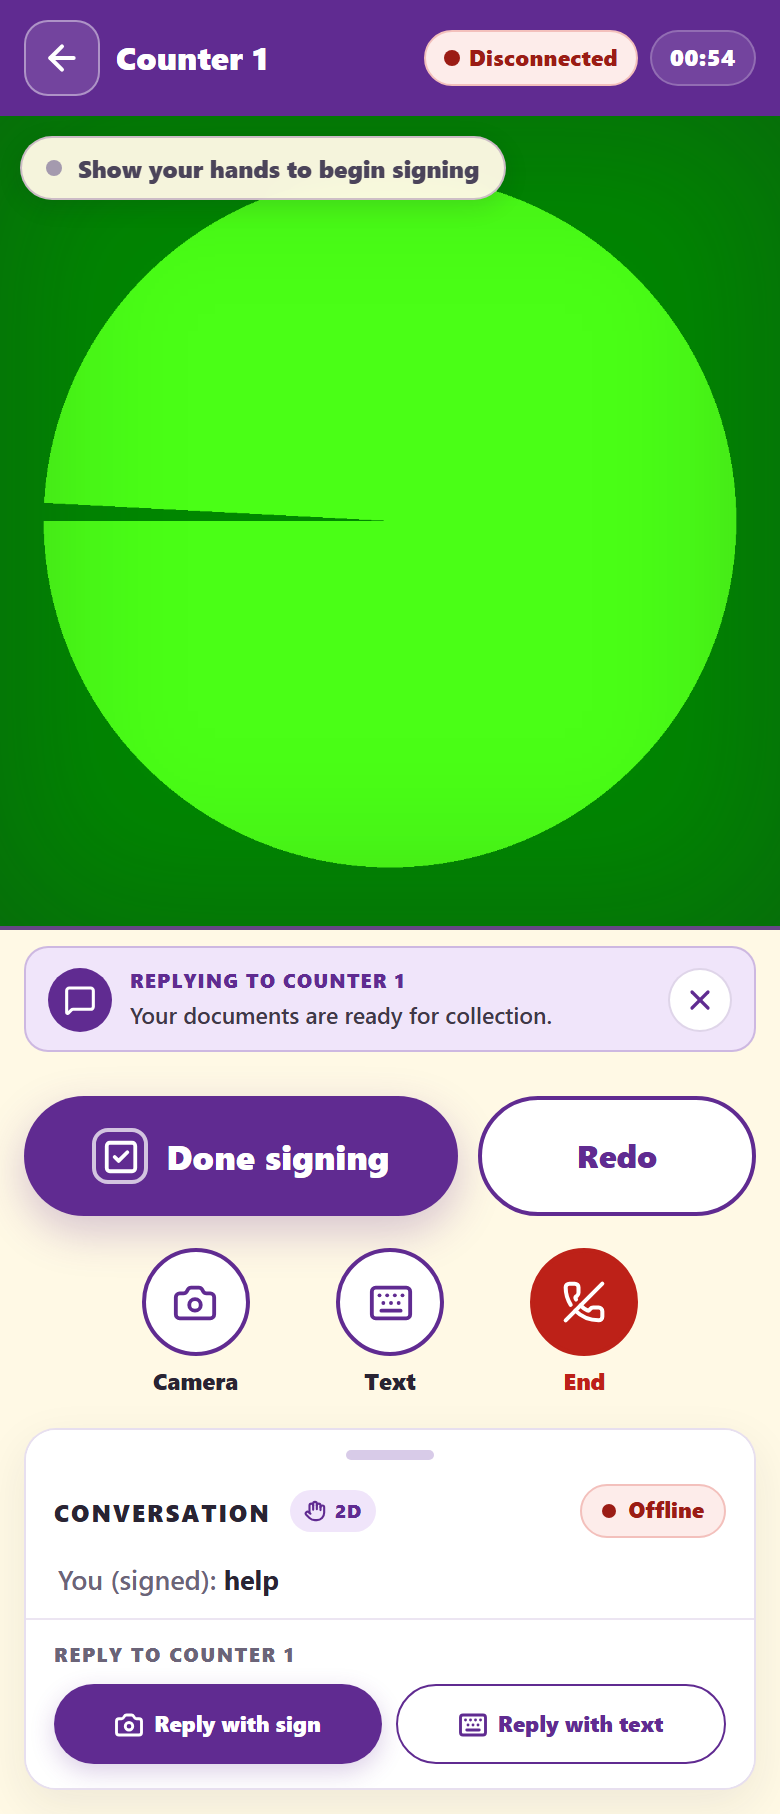 Counter 1
Disconnected
00:54
Show your hands to begin signing
REPLYING TO COUNTER 1
Your documents are ready for collection.
Done signing
Redo
Camera
Text
End
CONVERSATION
2D
Offline
You (signed): help
REPLY TO COUNTER 1
Reply with sign
Reply with text